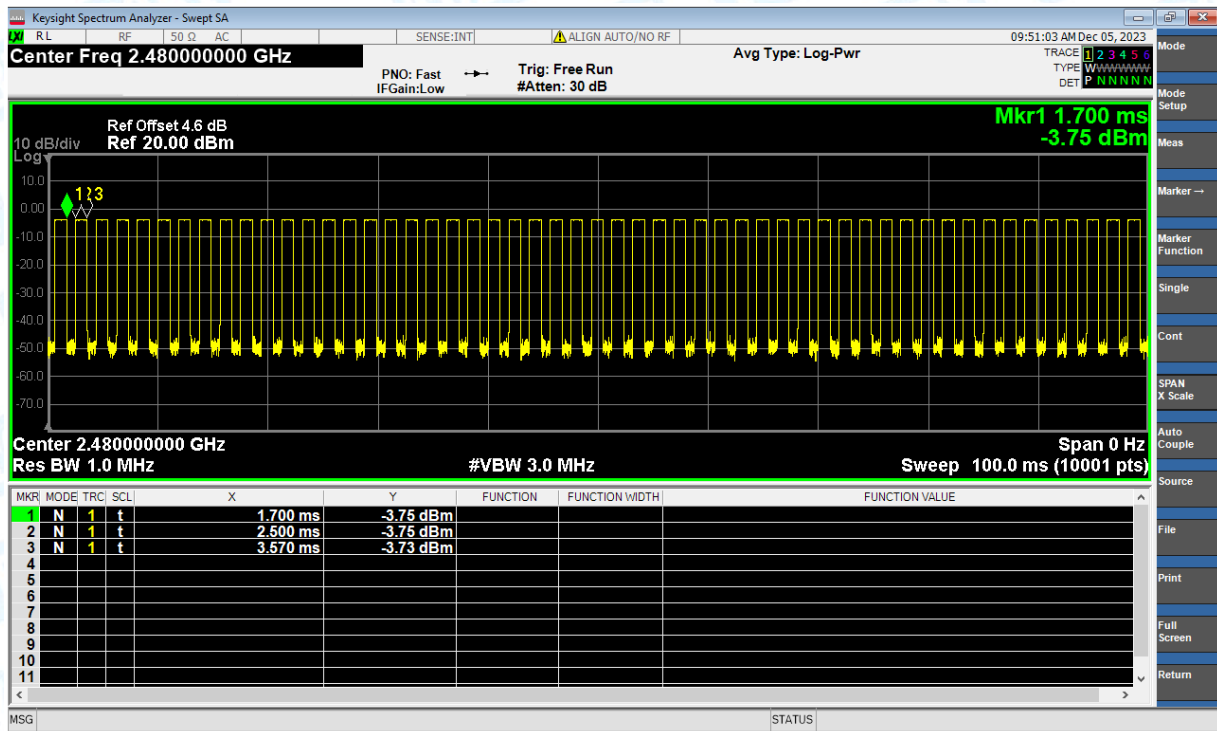 Keysight Spectrum Analyzer - Swept SA
LXI RL RF 50 Ω AC SENSE:INT ALIGN AUTO/NO RF 09:51:03 AM Dec 05, 2023
Center Freq 2.480000000 GHz
PNO: Fast
IFGain:Low
Trig: Free Run
#Atten: 30 dB
Avg Type: Log-Pwr
TRACE 1 2 3 4 5 6
TYPE WWWWWW
DET P N N N N N
Ref Offset 4.6 dB
10 dB/div Ref 20.00 dBm
Log
Mkr1 1.700 ms
-3.75 dBm
10.0
0.00
-10.0
-20.0
-30.0
-40.0
-50.0
-60.0
-70.0
1 2 3
Center 2.480000000 GHz Span 0 Hz
Res BW 1.0 MHz #VBW 3.0 MHz Sweep 100.0 ms (10001 pts)
MKR MODE TRC SCL X Y FUNCTION FUNCTION WIDTH FUNCTION VALUE
1 N 1 t 1.700 ms -3.75 dBm
2 N 1 t 2.500 ms -3.75 dBm
3 N 1 t 3.570 ms -3.73 dBm
4
5
6
7
8
9
10
11
MSG STATUS
Mode
Mode
Setup
Meas
Marker →
Marker
Function
Single
Cont
SPAN
X Scale
Auto
Couple
Source
File
Print
Full
Screen
Return